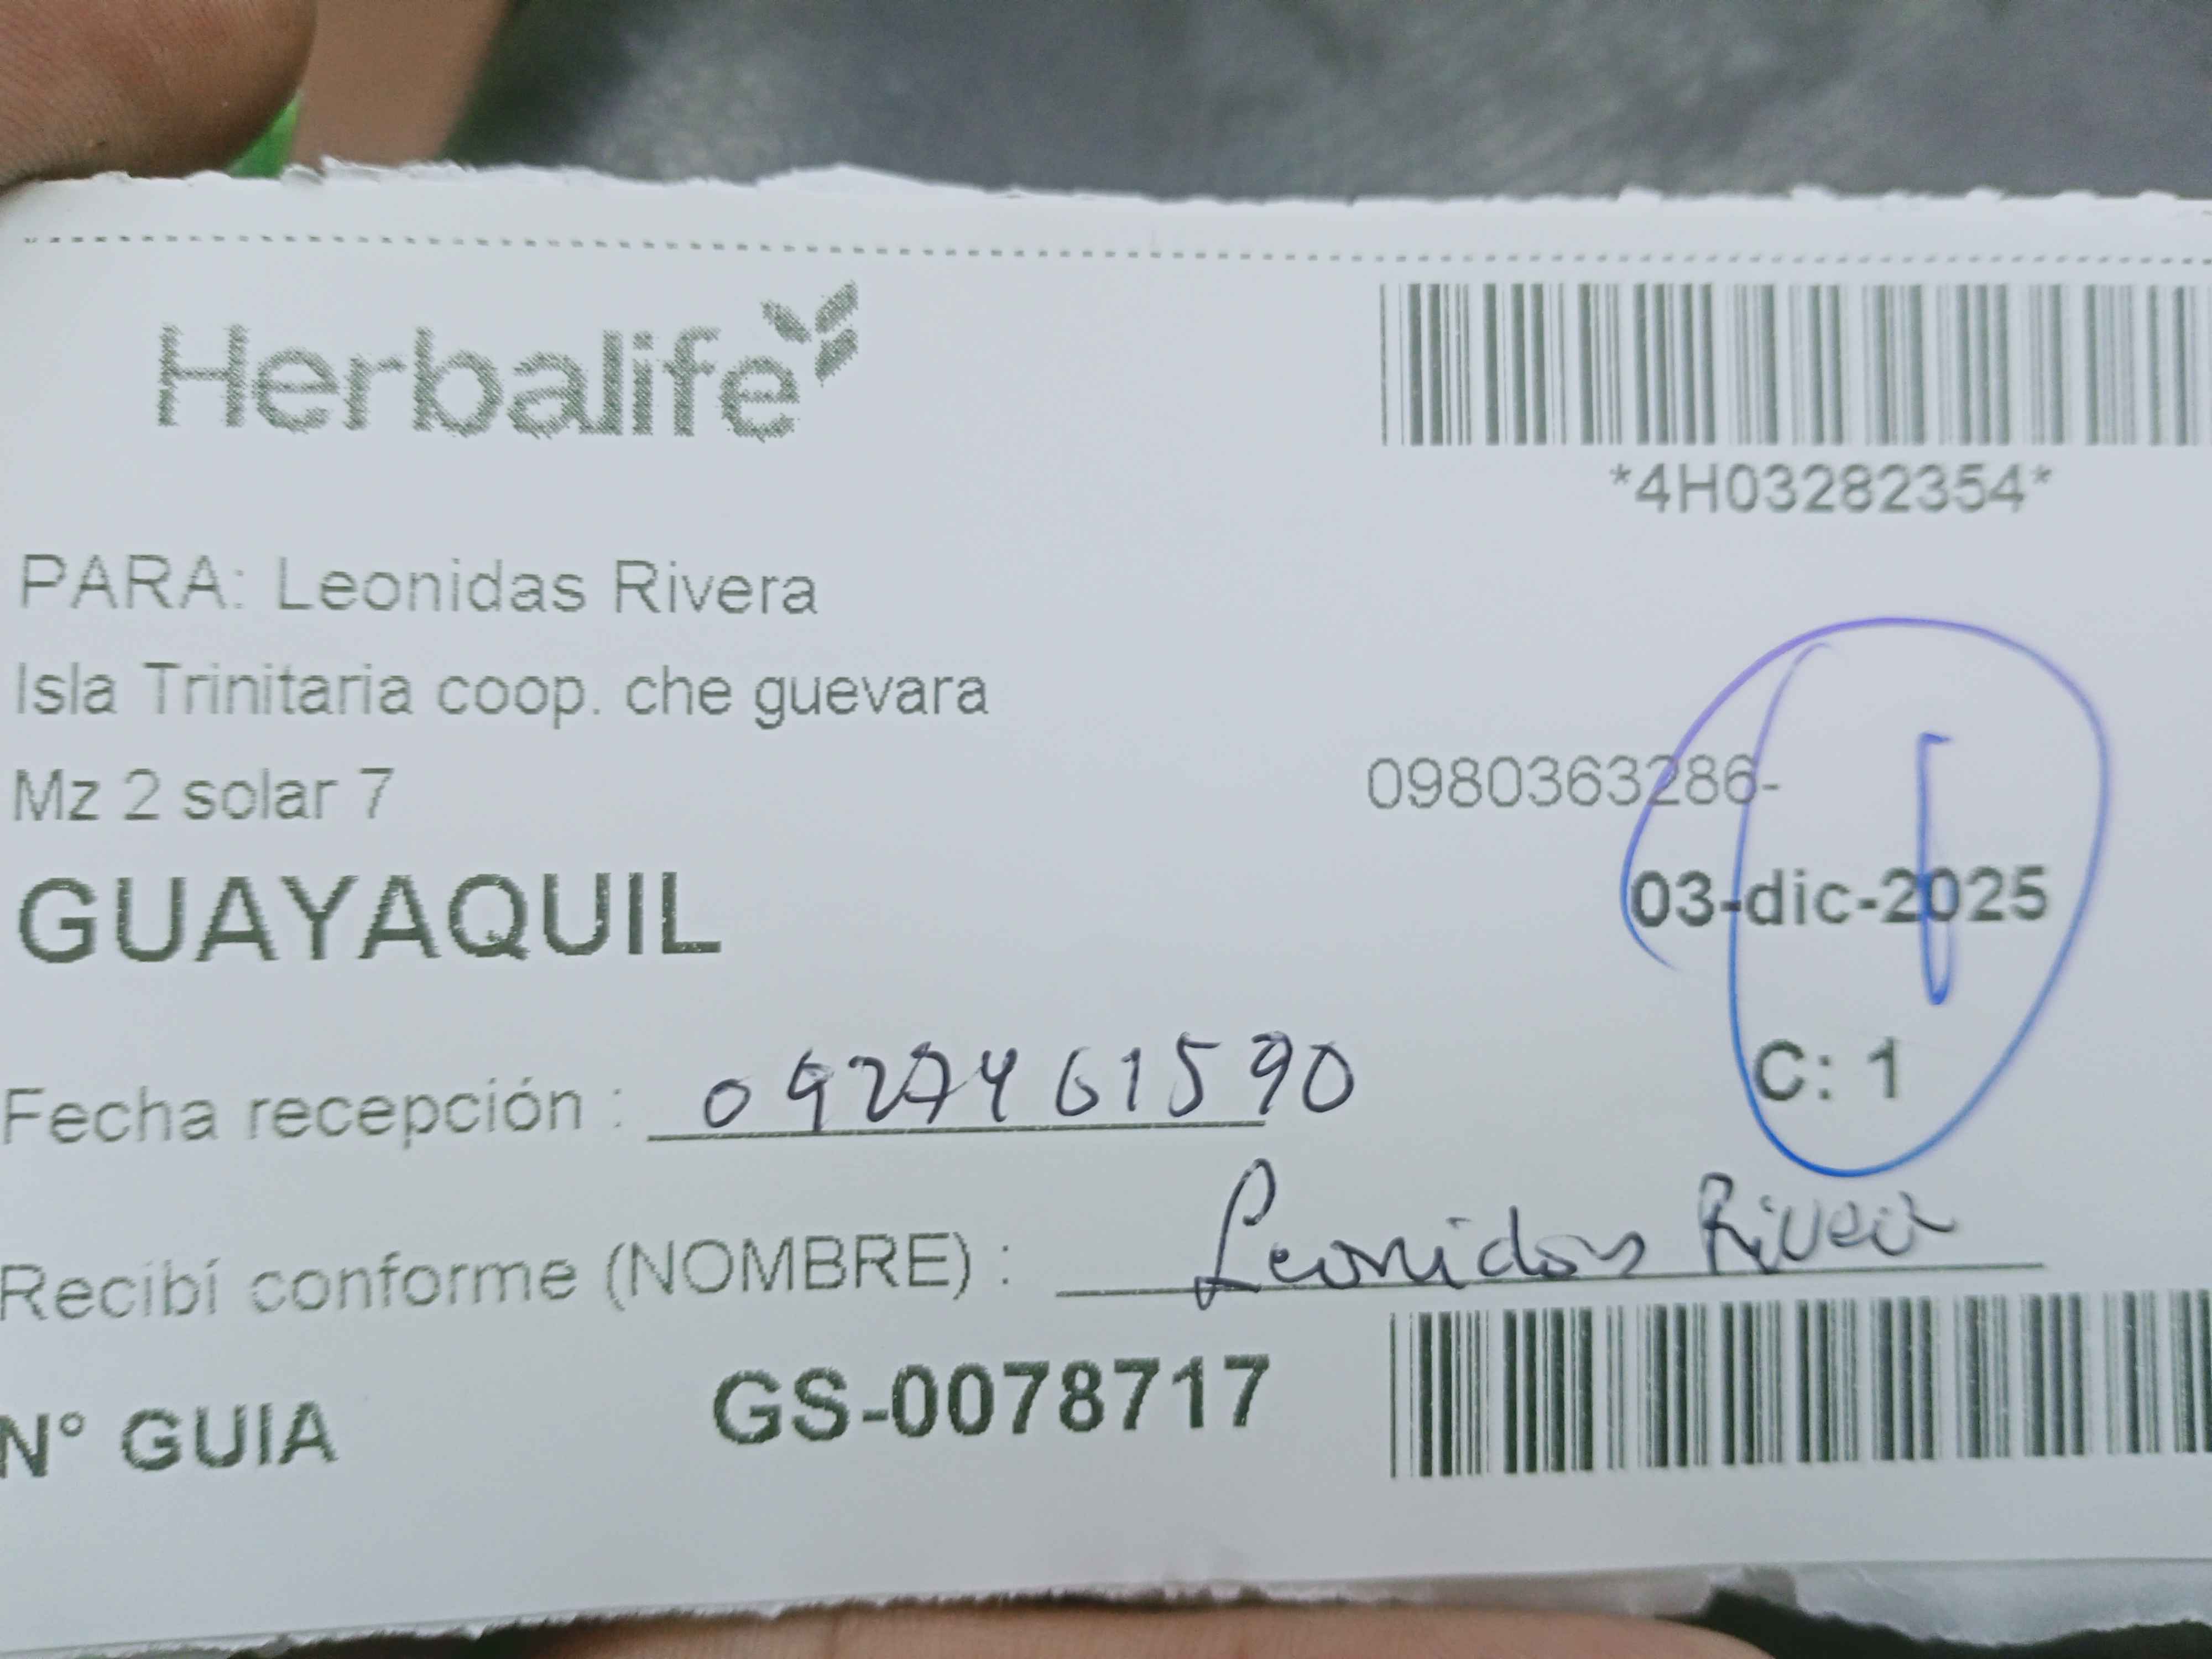 Herbalife
*4H03282354*
PARA: Leonidas Rivera
Isla Trinitaria coop. che guevara
Mz 2 solar 7
0980363286-
GUAYAQUIL
03-dic-2025
C: 1
Fecha recepción : 0927461590
Recibí conforme (NOMBRE) : Leonidas Rivera
N° GUIA GS-0078717